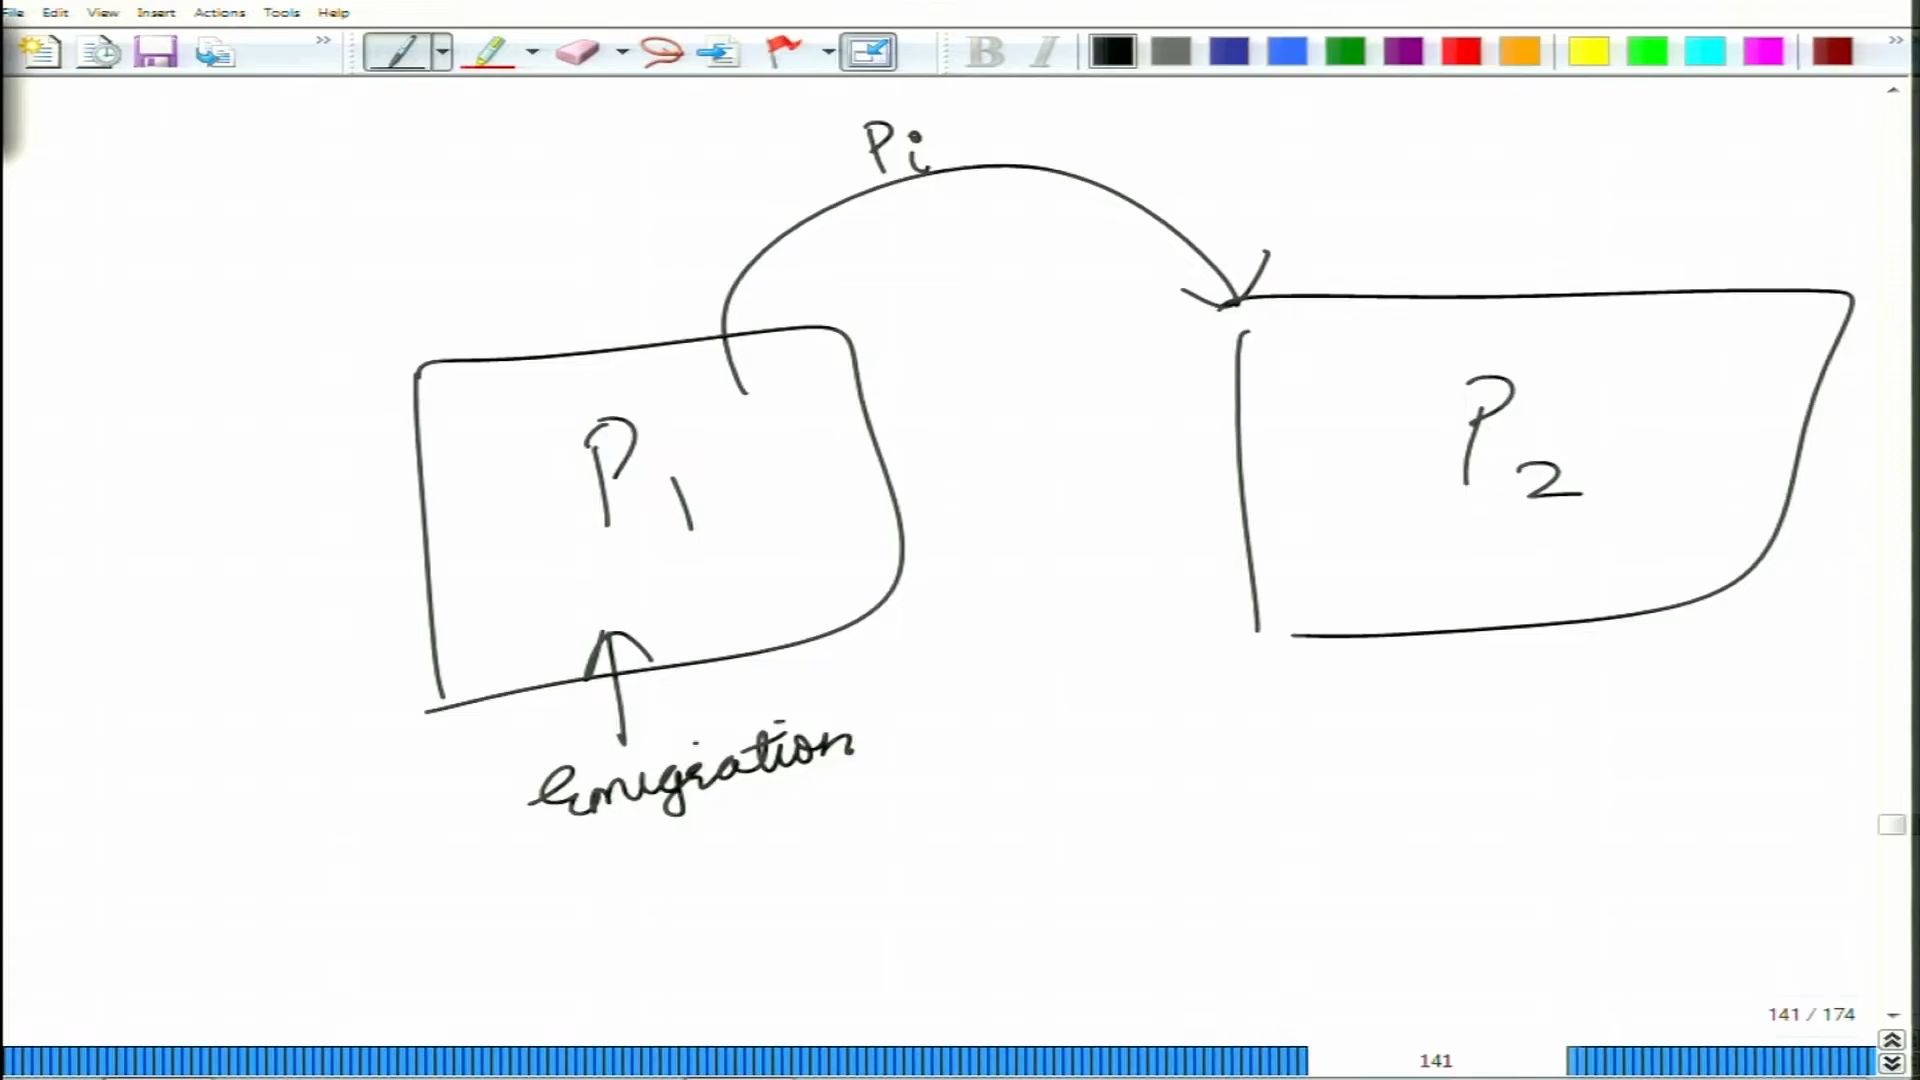 File Edit View Insert Actions Tools Help
B I
Pi
P1
P2
Emigration
141 / 174
141